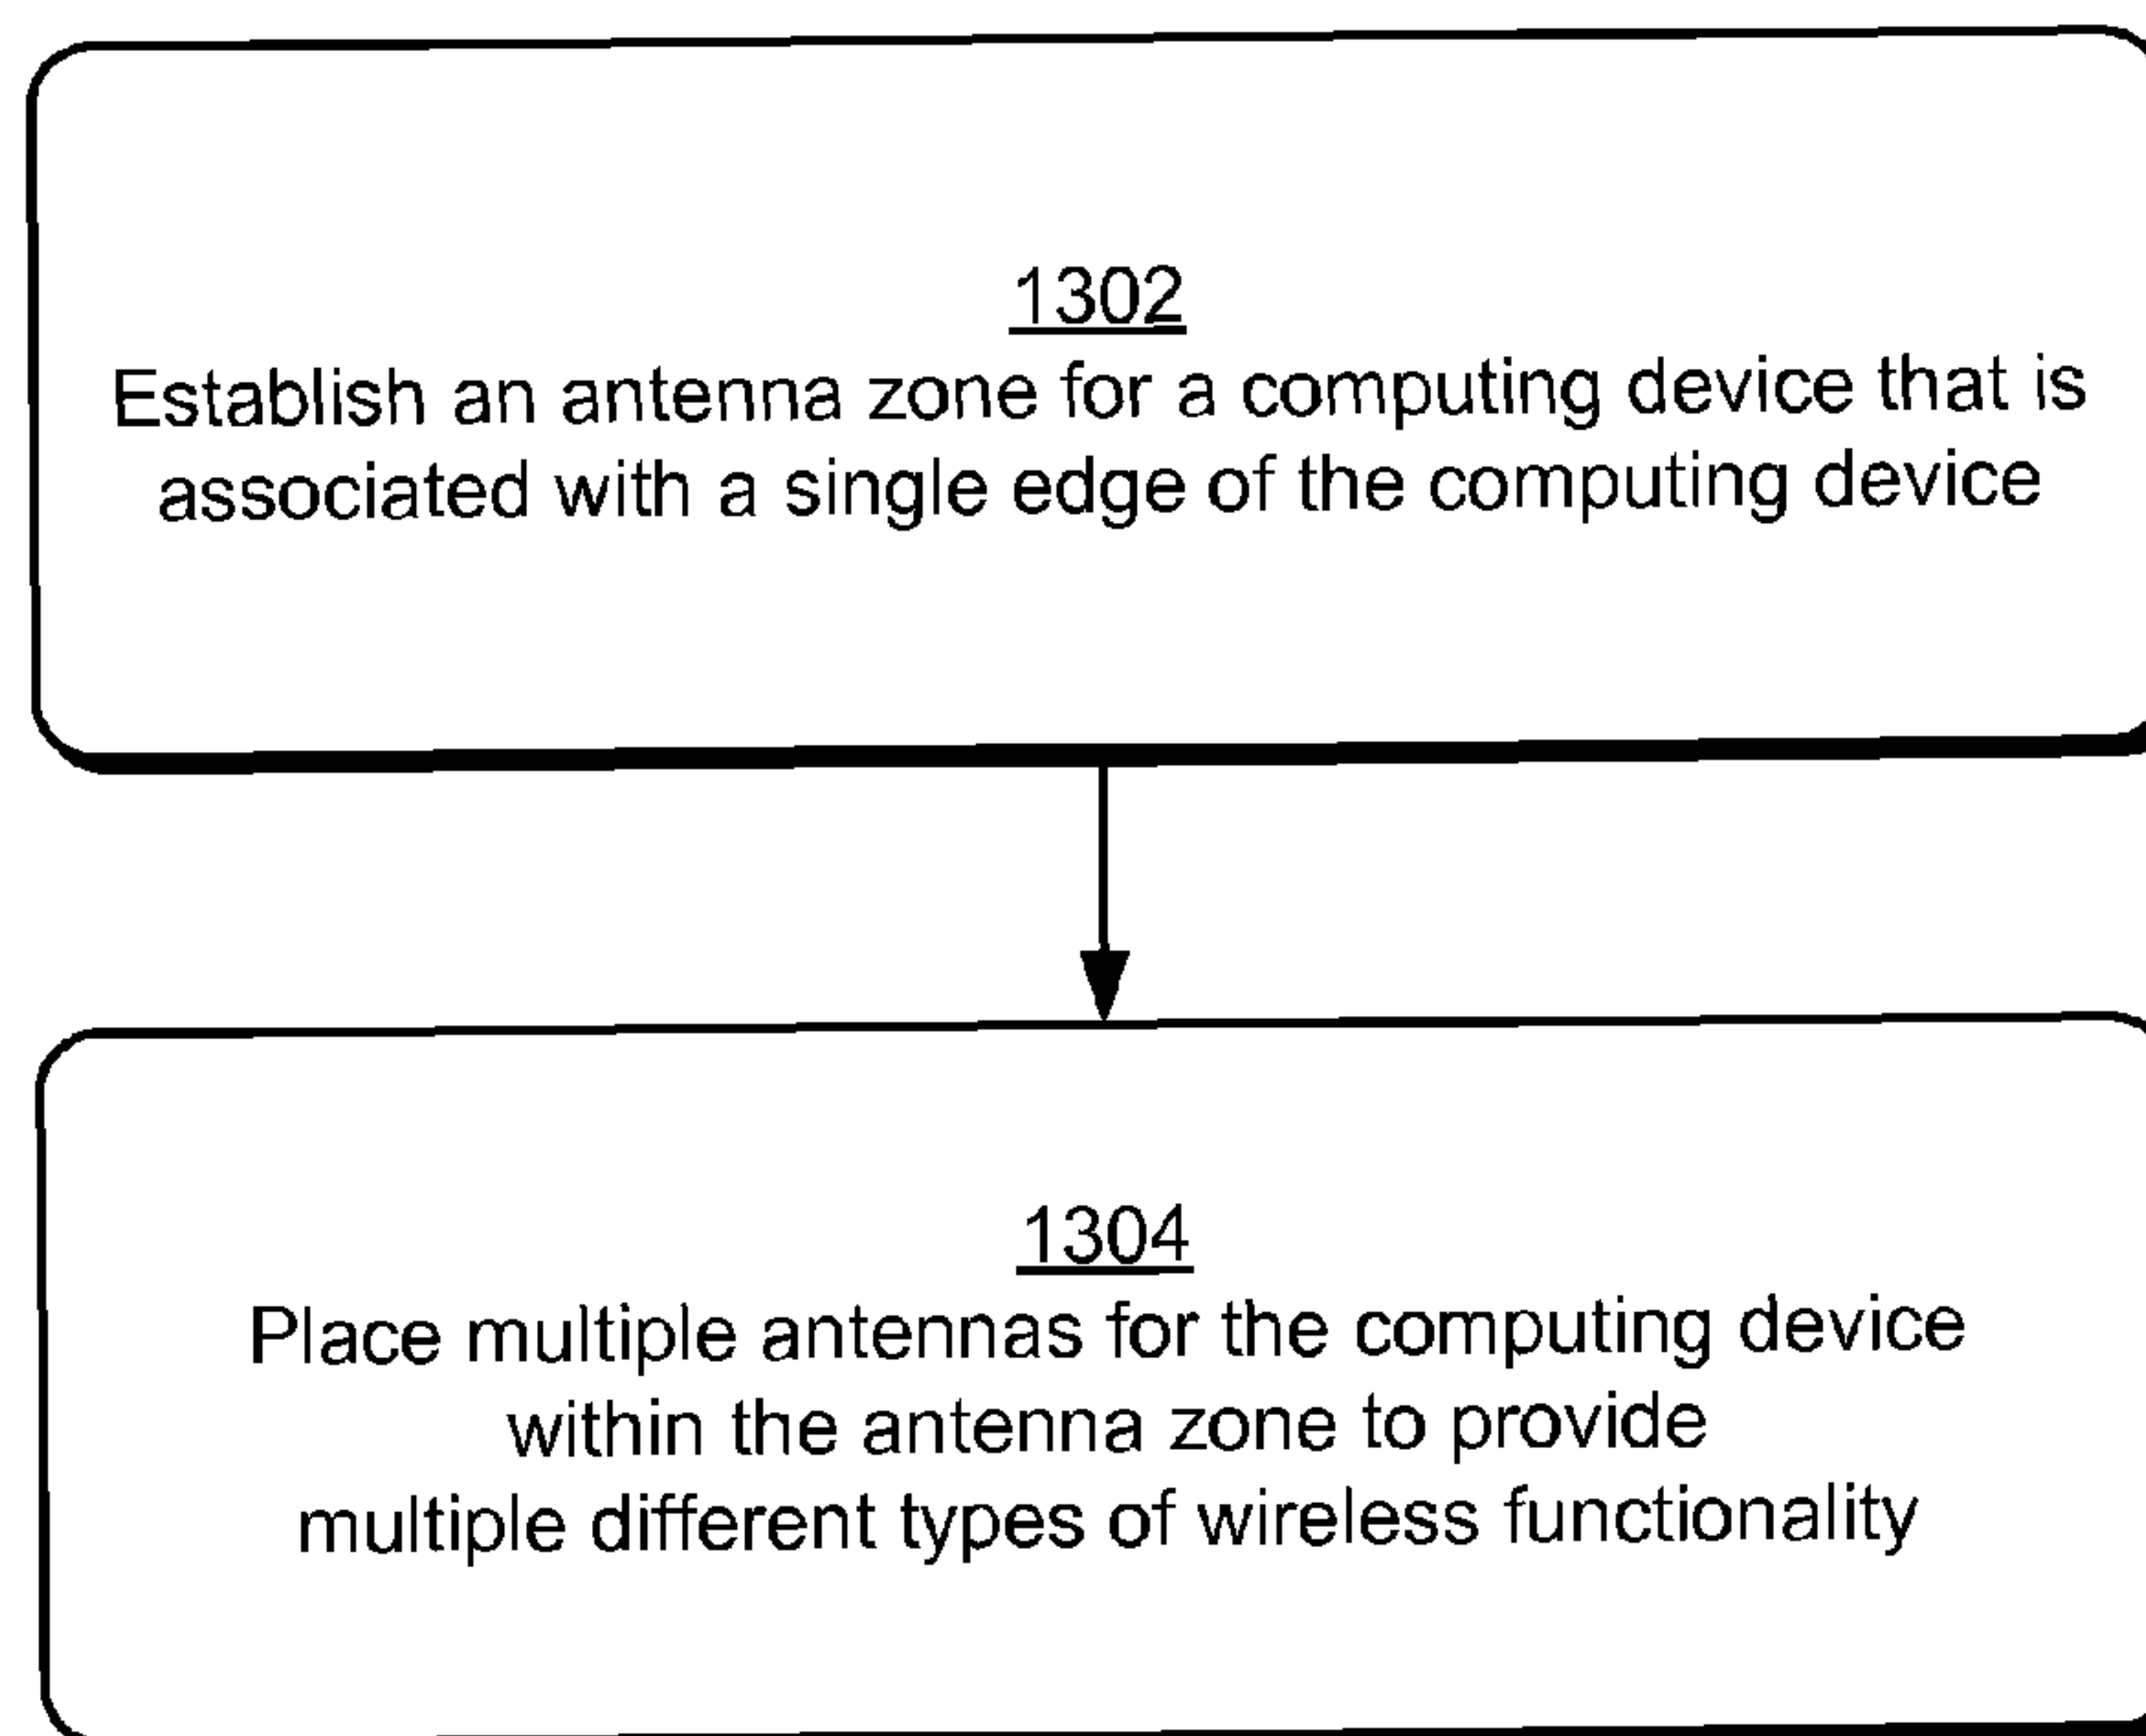 1302
Establish an antenna zone for a computing device that is
associated with a single edge of the computing device
1304
Place multiple antennas for the computing device
within the antenna zone to provide
multiple different types of wireless functionality